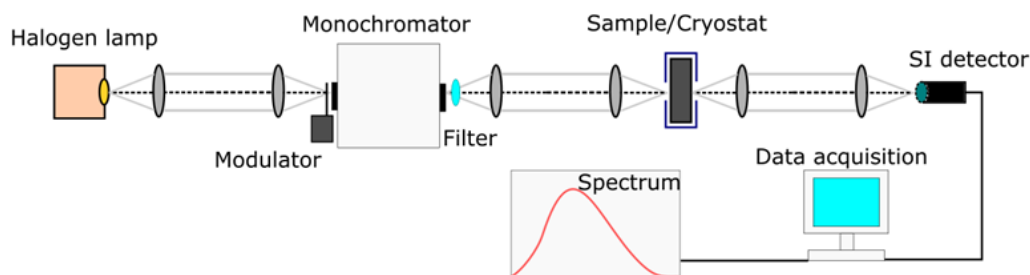 Halogen lamp
Monochromator
Sample/Cryostat
SI detector
Modulator
Filter
Data acquisition
Spectrum